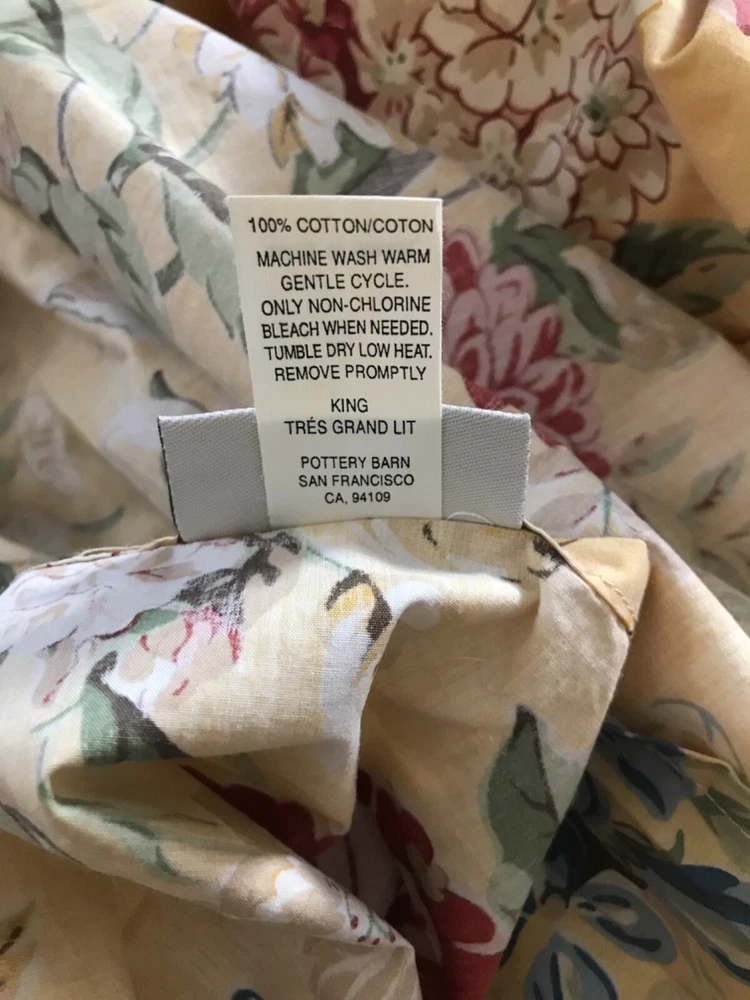 100% COTTON/COTON
MACHINE WASH WARM
GENTLE CYCLE.
ONLY NON-CHLORINE
BLEACH WHEN NEEDED.
TUMBLE DRY LOW HEAT.
REMOVE PROMPTLY
KING
TRÉS GRAND LIT
POTTERY BARN
SAN FRANCISCO
CA, 94109